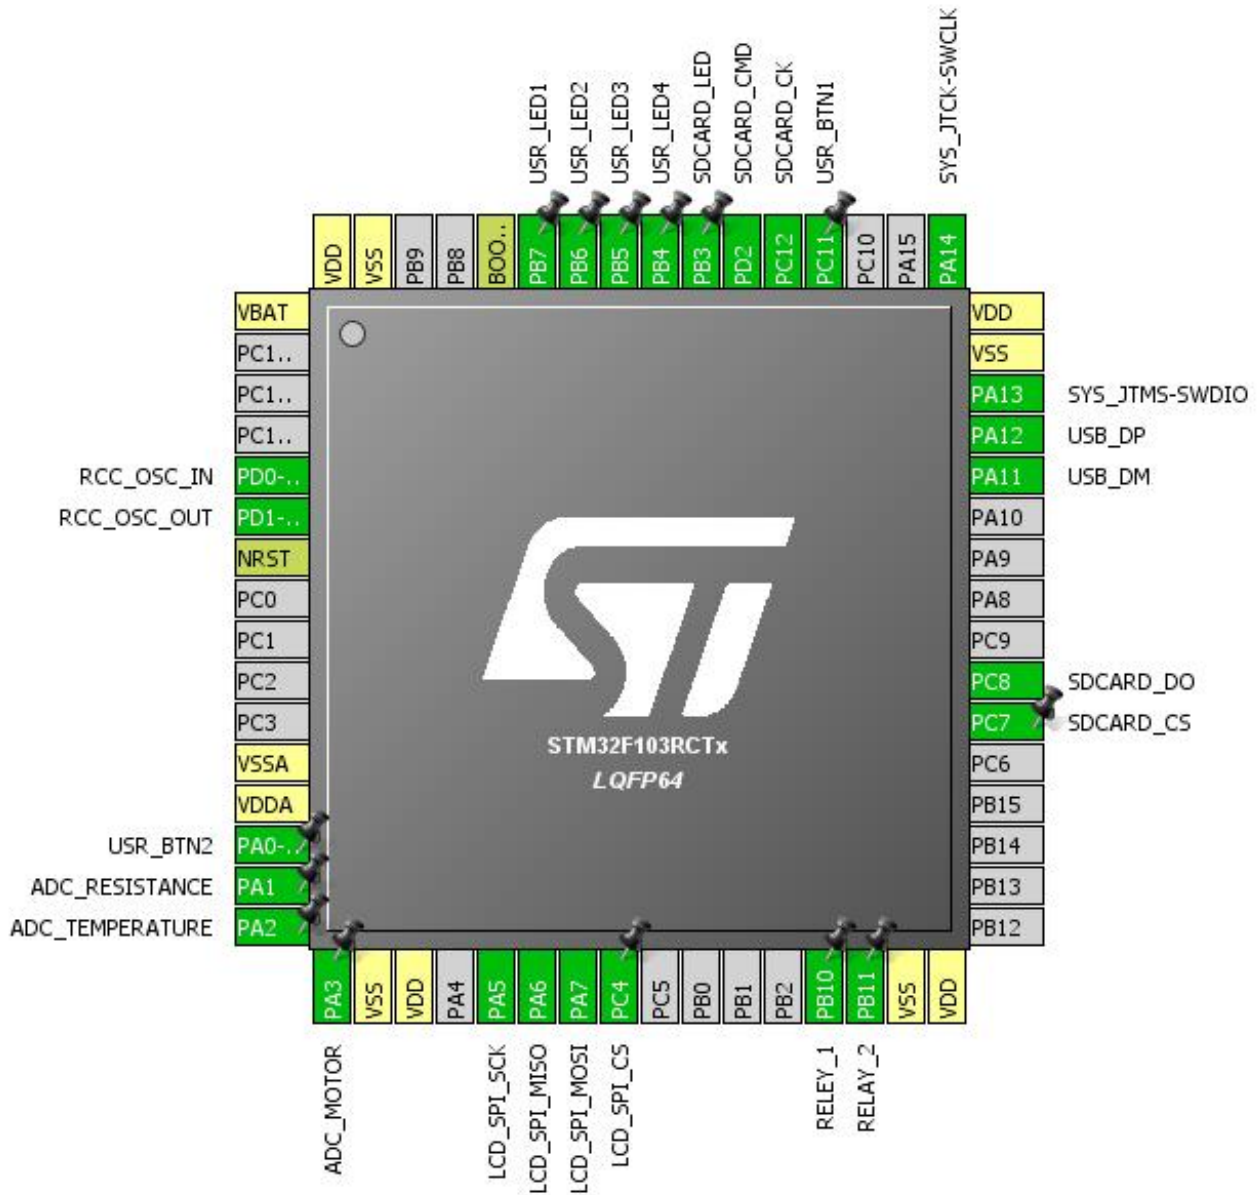 USR_LED1
USR_LED2
USR_LED3
USR_LED4
SDCARD_LED
SDCARD_CMD
SDCARD_CK
USR_BTN1
SYS_JTCK-SWCLK
VDD
VSS
PB9
PB8
BOO..
PB7
PB6
PB5
PB4
PB3
PD2
PC12
PC11
PC10
PA15
PA14
VBAT
PC1..
PC1..
PC1..
RCC_OSC_IN PD0-..
RCC_OSC_OUT PD1-..
NRST
PC0
PC1
PC2
PC3
VSSA
VDDA
USR_BTN2 PA0-..
ADC_RESISTANCE PA1
ADC_TEMPERATURE PA2
VDD
VSS
PA13 SYS_JTMS-SWDIO
PA12 USB_DP
PA11 USB_DM
PA10
PA9
PA8
PC9
PC8 SDCARD_DO
PC7 SDCARD_CS
PC6
PB15
PB14
PB13
PB12
ST
STM32F103RCTx
LQFP64
PA3
VSS
VDD
PA4
PA5
PA6
PA7
PC4
PC5
PB0
PB1
PB2
PB10
PB11
VSS
VDD
ADC_MOTOR
LCD_SPI_SCK
LCD_SPI_MISO
LCD_SPI_MOSI
LCD_SPI_CS
RELEY_1
RELAY_2